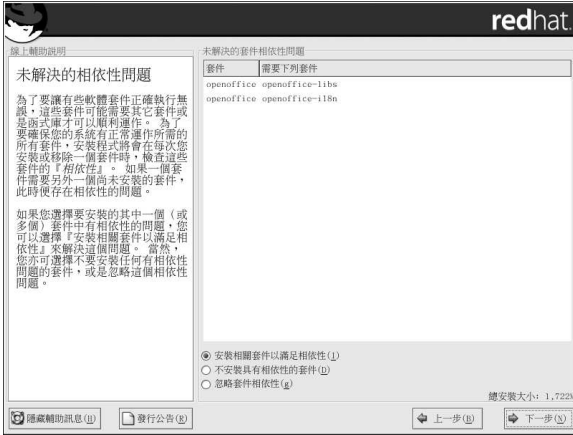 redhat.
線上輔助說明
未解決的相依性問題
為了要讓有些軟體套件正確執行無
誤，這些套件可能需要其它套件或
是函式庫才可以順利運作。 為了
要確保您的系統有正常運作所需的
所有套件，安裝程式將會在每次您
安裝或移除一個套件時，檢查這些
套件的『相依性』。 如果一個套
件需要另外一個尚未安裝的套件，
此時便存在相依性的問題。
如果您選擇要安裝的其中一個（或
多個）套件中有相依性的問題，您
可以選擇『安裝相關套件以滿足相
依性』來解決這個問題。 當然，
您亦可選擇不要安裝任何有相依性
問題的套件，或是忽略這個相依性
問題。
未解決的套件相依性問題
套件 需要下列套件
openoffice openoffice-libs
openoffice openoffice-i18n
安裝相關套件以滿足相依性(I)
不安裝具有相依性的套件(D)
忽略套件相依性(g)
總安裝大小: 1,722M
隱藏輔助訊息(H)
發行公告(R)
上一步(B)
下一步(N)